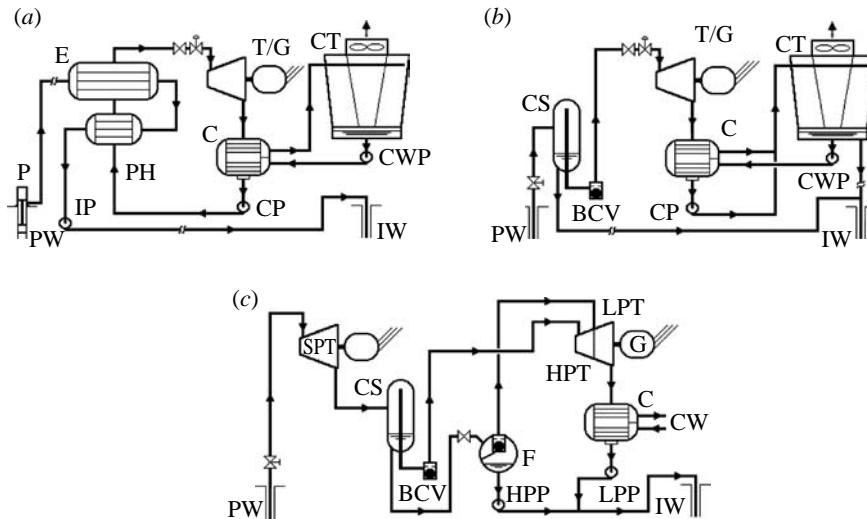 (a)
E
T/G
CT
C
P
PH
CWP
IP
CP
PW
IW
(b)
T/G
CT
CS
C
CWP
BCV
CP
PW
IW
(c)
LPT
SPT
G
HPT
CS
C
CW
F
BCV
HPP
LPP
PW
IW